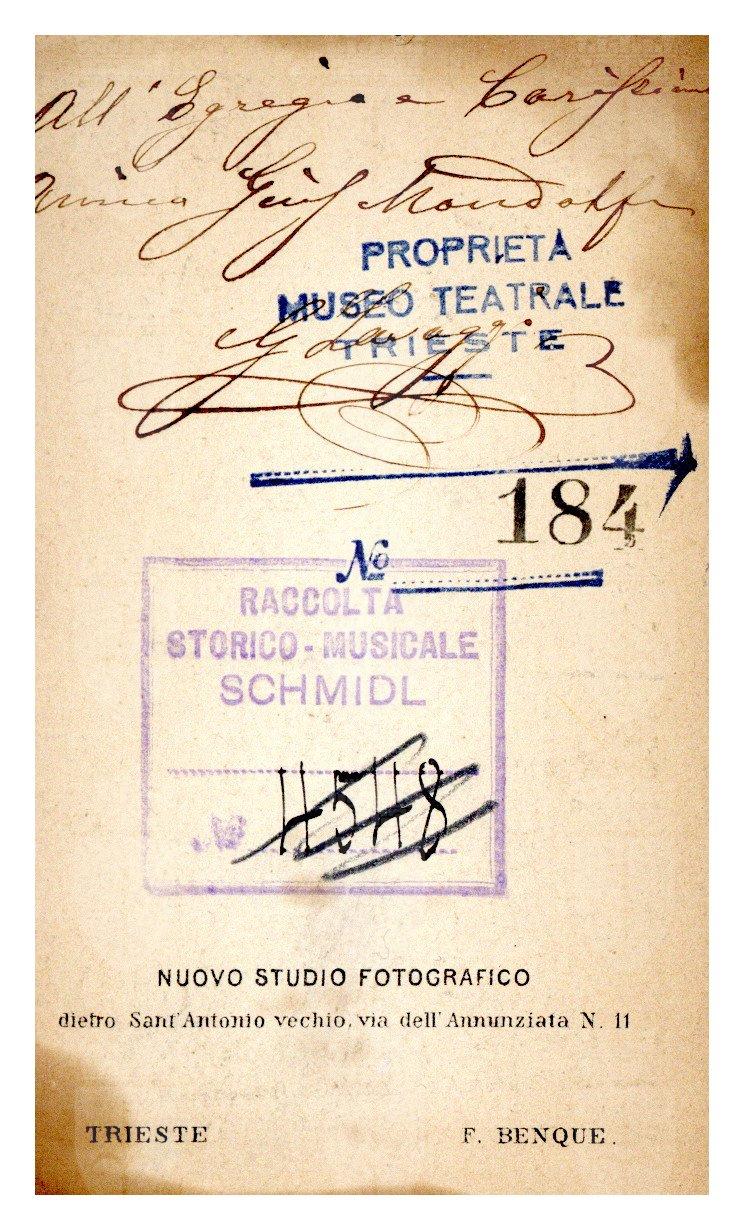 All'Egregio e Carissimo
Amico Gius Mondolfo
PROPRIETÀ
MUSEO TEATRALE
TRIESTE
184
No
RACCOLTA
STORICO-MUSICALE
SCHMIDL
4548
NUOVO STUDIO FOTOGRAFICO
dietro Sant'Antonio vechio, via dell'Annunziata N. 11
TRIESTE F. BENQUE.